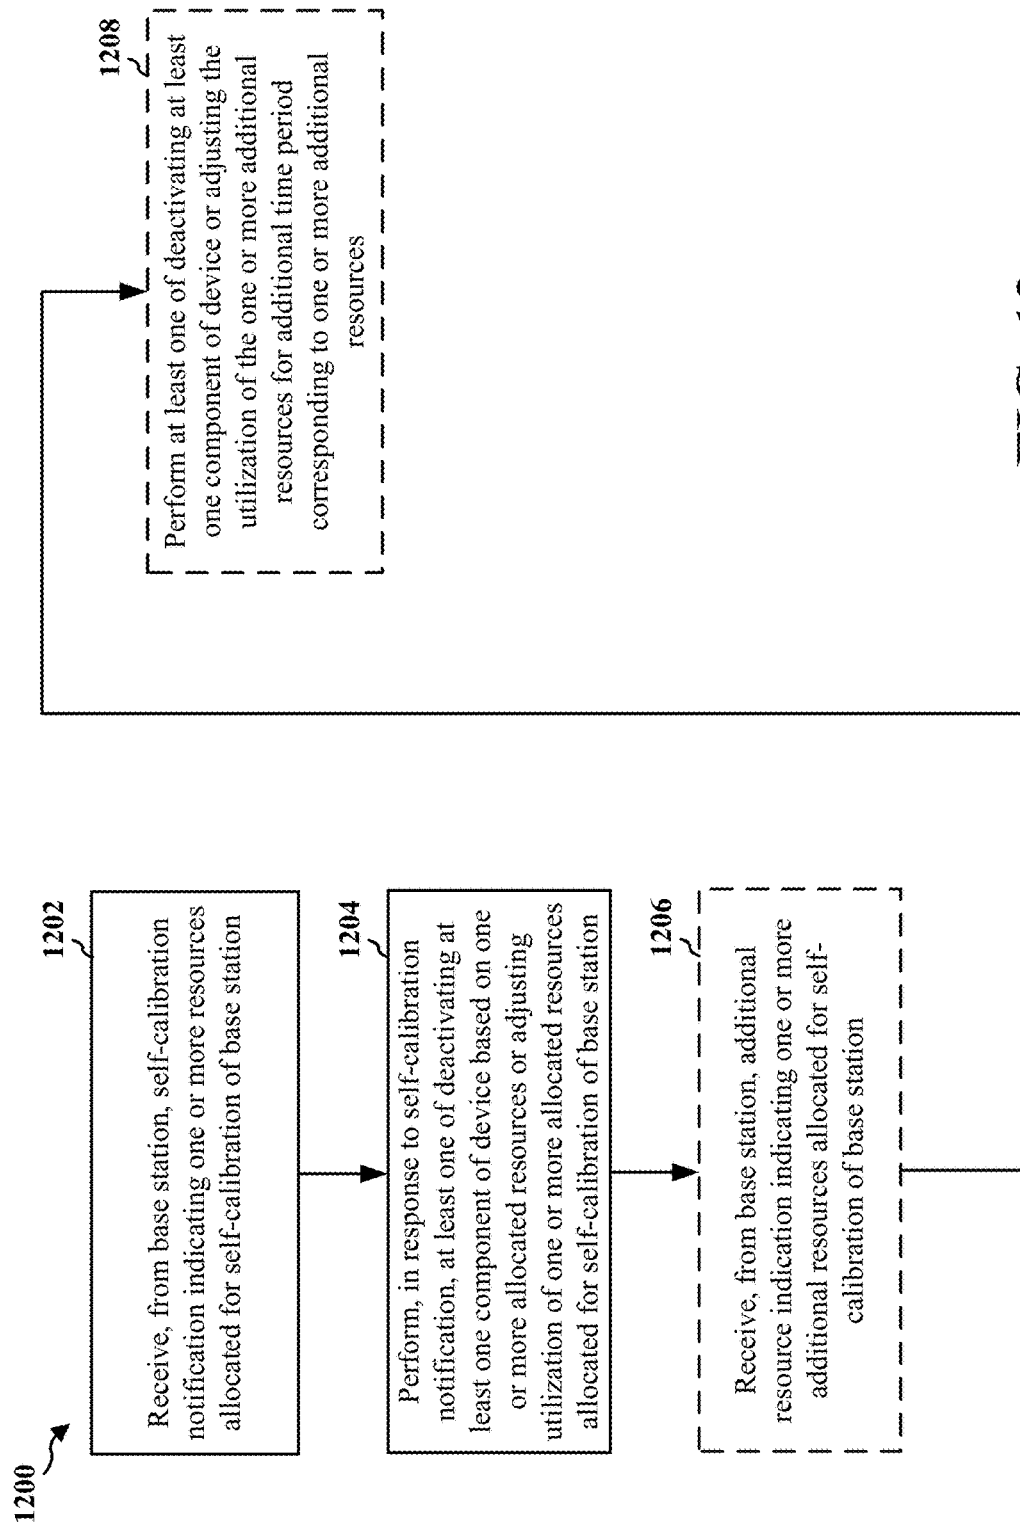 1200
1202
Receive, from base station, self-calibration
notification indicating one or more resources
allocated for self-calibration of base station
1204
Perform, in response to self-calibration
notification, at least one of deactivating at
least one component of device based on one
or more allocated resources or adjusting
utilization of one or more allocated resources
allocated for self-calibration of base station
1206
Receive, from base station, additional
resource indication indicating one or more
additional resources allocated for self-
calibration of base station
1208
Perform at least one of deactivating at least
one component of device or adjusting the
utilization of the one or more additional
resources for additional time period
corresponding to one or more additional
resources